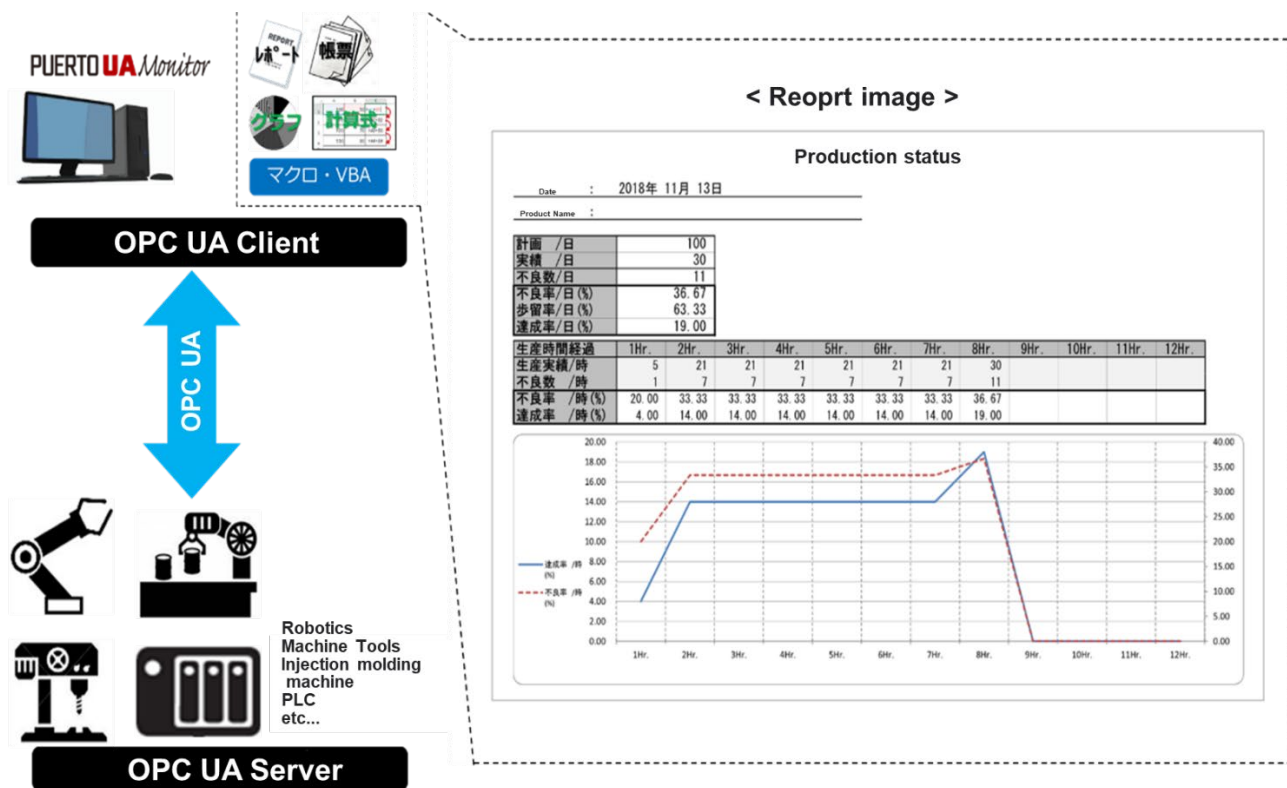 PUERTO UA Monitor
レポート
帳票
グラフ
計算式
マクロ・VBA
OPC UA Client
OPC UA
Robotics
Machine Tools
Injection molding
machine
PLC
etc...
OPC UA Server
< Reoprt image >
Production status
Date : 2018年 11月 13日
Product Name :
計画 /日 100
実績 /日 30
不良数/日 11
不良率/日(%) 36.67
歩留率/日(%) 63.33
達成率/日(%) 19.00
生産時間経過 1Hr. 2Hr. 3Hr. 4Hr. 5Hr. 6Hr. 7Hr. 8Hr. 9Hr. 10Hr. 11Hr. 12Hr.
生産実績/時 5 21 21 21 21 21 21 30
不良数 /時 1 7 7 7 7 7 7 11
不良率 /時(%) 20.00 33.33 33.33 33.33 33.33 33.33 33.33 36.67
達成率 /時(%) 4.00 14.00 14.00 14.00 14.00 14.00 14.00 19.00
20.00
18.00
16.00
14.00
12.00
10.00
8.00
6.00
4.00
2.00
0.00
達成率 /時
(%)
不良率 /時
(%)
40.00
35.00
30.00
25.00
20.00
15.00
10.00
5.00
0.00
1Hr. 2Hr. 3Hr. 4Hr. 5Hr. 6Hr. 7Hr. 8Hr. 9Hr. 10Hr. 11Hr. 12Hr.